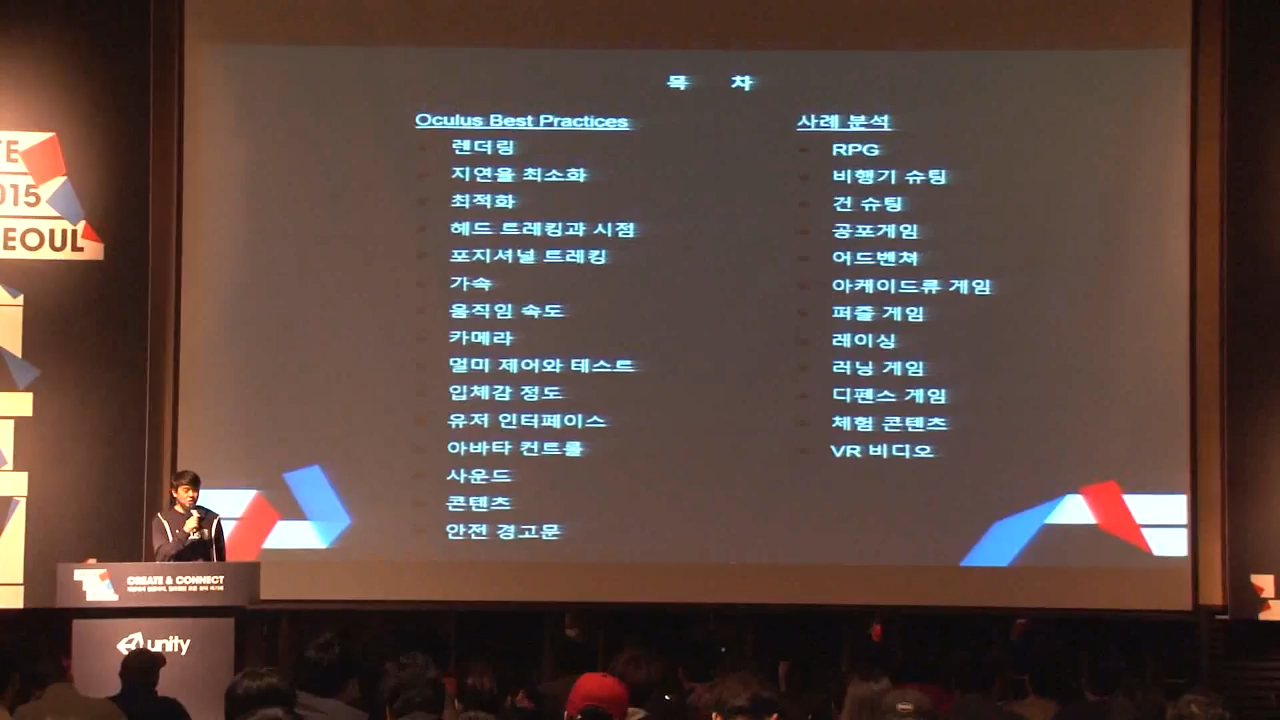 목 차
Oculus Best Practices
렌더링
지연율 최소화
최적화
헤드 트레킹과 시점
포지셔널 트레킹
가속
움직임 속도
카메라
멀미 제어와 테스트
입체감 정도
유저 인터페이스
아바타 컨트롤
사운드
콘텐츠
안전 경고문
사례 분석
RPG
비행기 슈팅
건 슈팅
공포게임
어드벤쳐
아케이드류 게임
퍼즐 게임
레이싱
러닝 게임
디펜스 게임
체험 콘텐츠
VR 비디오
TE
015
EOUL
CREATE & CONNECT
unity